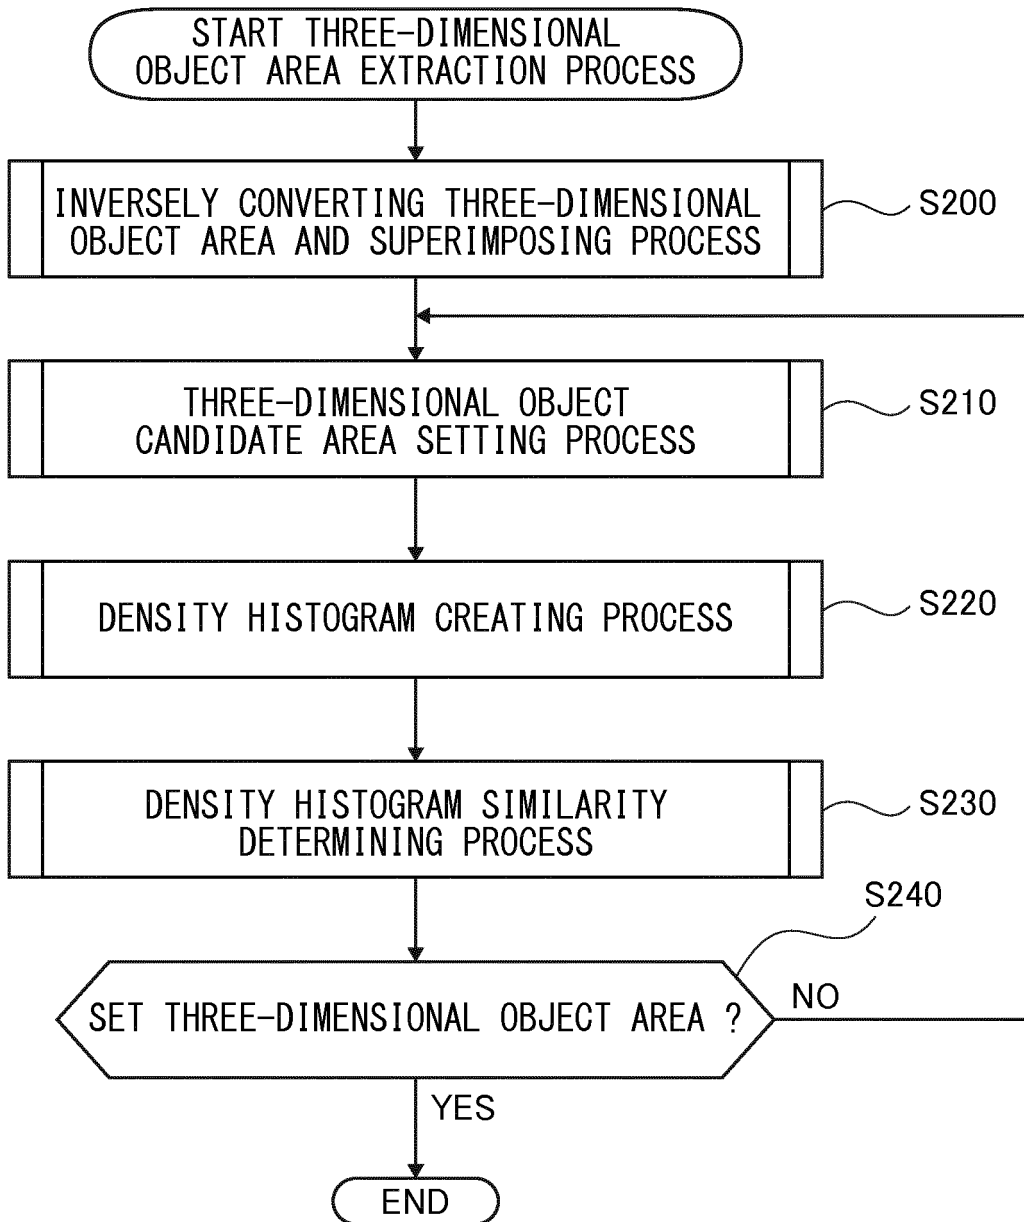 START THREE-DIMENSIONAL
OBJECT AREA EXTRACTION PROCESS
INVERSELY CONVERTING THREE-DIMENSIONAL
OBJECT AREA AND SUPERIMPOSING PROCESS
S200
THREE-DIMENSIONAL OBJECT
CANDIDATE AREA SETTING PROCESS
S210
DENSITY HISTOGRAM CREATING PROCESS
S220
DENSITY HISTOGRAM SIMILARITY
DETERMINING PROCESS
S230
S240
SET THREE-DIMENSIONAL OBJECT AREA ?
NO
YES
END